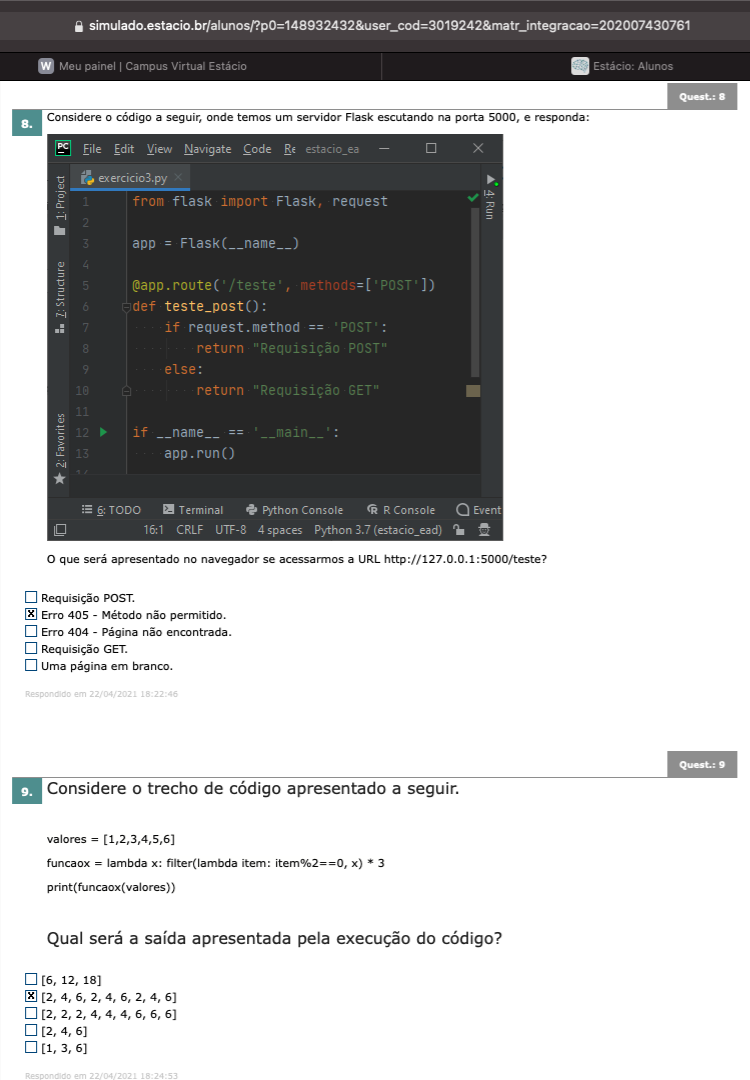 simulado.estacio.br/alunos/?p0=148932432&user_cod=3019242&matr_integracao=202007430761
W Meu painel | Campus Virtual Estácio
Estácio: Alunos
Quest.: 8
8. Considere o código a seguir, onde temos um servidor Flask escutando na porta 5000, e responda:
PC File Edit View Navigate Code Re estacio_ea
exercicio3.py
1: Project
7: Structure
2: Favorites
4: Run
1 from flask import Flask, request
2
3 app = Flask(__name__)
4
5 @app.route('/teste', methods=['POST'])
6 def teste_post():
7 if request.method == 'POST':
8 return "Requisição POST"
9 else:
10 return "Requisição GET"
11
12 if __name__ == '__main__':
13 app.run()
14
6: TODO Terminal Python Console R Console Event
16:1 CRLF UTF-8 4 spaces Python 3.7 (estacio_ead)
O que será apresentado no navegador se acessarmos a URL http://127.0.0.1:5000/teste?
Requisição POST.
X Erro 405 - Método não permitido.
Erro 404 - Página não encontrada.
Requisição GET.
Uma página em branco.
Respondido em 22/04/2021 18:22:46
Quest.: 9
9. Considere o trecho de código apresentado a seguir.
valores = [1,2,3,4,5,6]
funcaox = lambda x: filter(lambda item: item%2==0, x) * 3
print(funcaox(valores))
Qual será a saída apresentada pela execução do código?
[6, 12, 18]
X [2, 4, 6, 2, 4, 6, 2, 4, 6]
[2, 2, 2, 4, 4, 4, 6, 6, 6]
[2, 4, 6]
[1, 3, 6]
Respondido em 22/04/2021 18:24:53